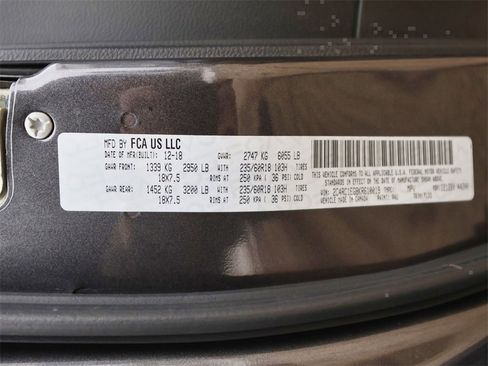 MFD BY FCA US LLC
DATE OF MFR(BUILT): 12-18 GVWR: 2747 KG 6055 LB
GAWR FRONT: 1339 KG 2950 LB 235/60R18 103H TIRES
18X7.5 RIMS AT 250 KPA ( 36 PSI) COLD
GAWR REAR: 1452 KG 3200 LB 235/60R18 103H TIRES
18X7.5 RIMS AT 250 KPA ( 36 PSI) COLD
THIS VEHICLE CONFORMS TO ALL APPLICABLE U.S.A. FEDERAL MOTOR VEHICLE SAFETY
STANDARDS IN EFFECT ON THE DATE OF MANUFACTURE
SHOWN ABOVE.
VIN: TYPE: MPV
VEHICLE MADE IN CANADA PAINT: TRIM: